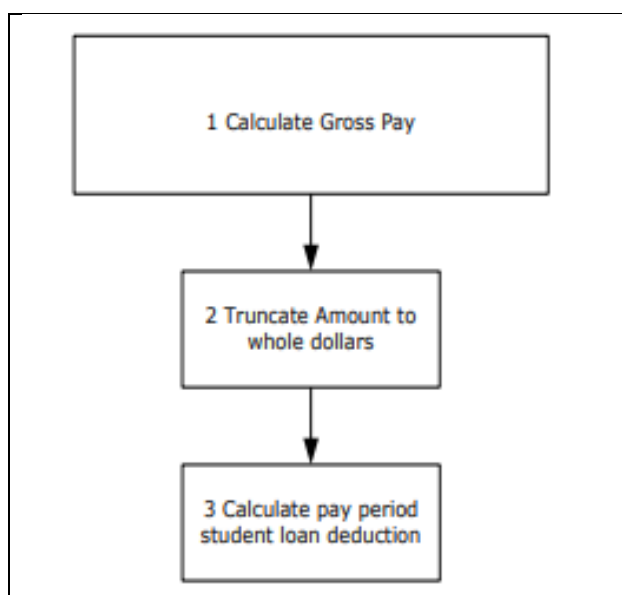 1 Calculate Gross Pay
2 Truncate Amount to
whole dollars
3 Calculate pay period
student loan deduction